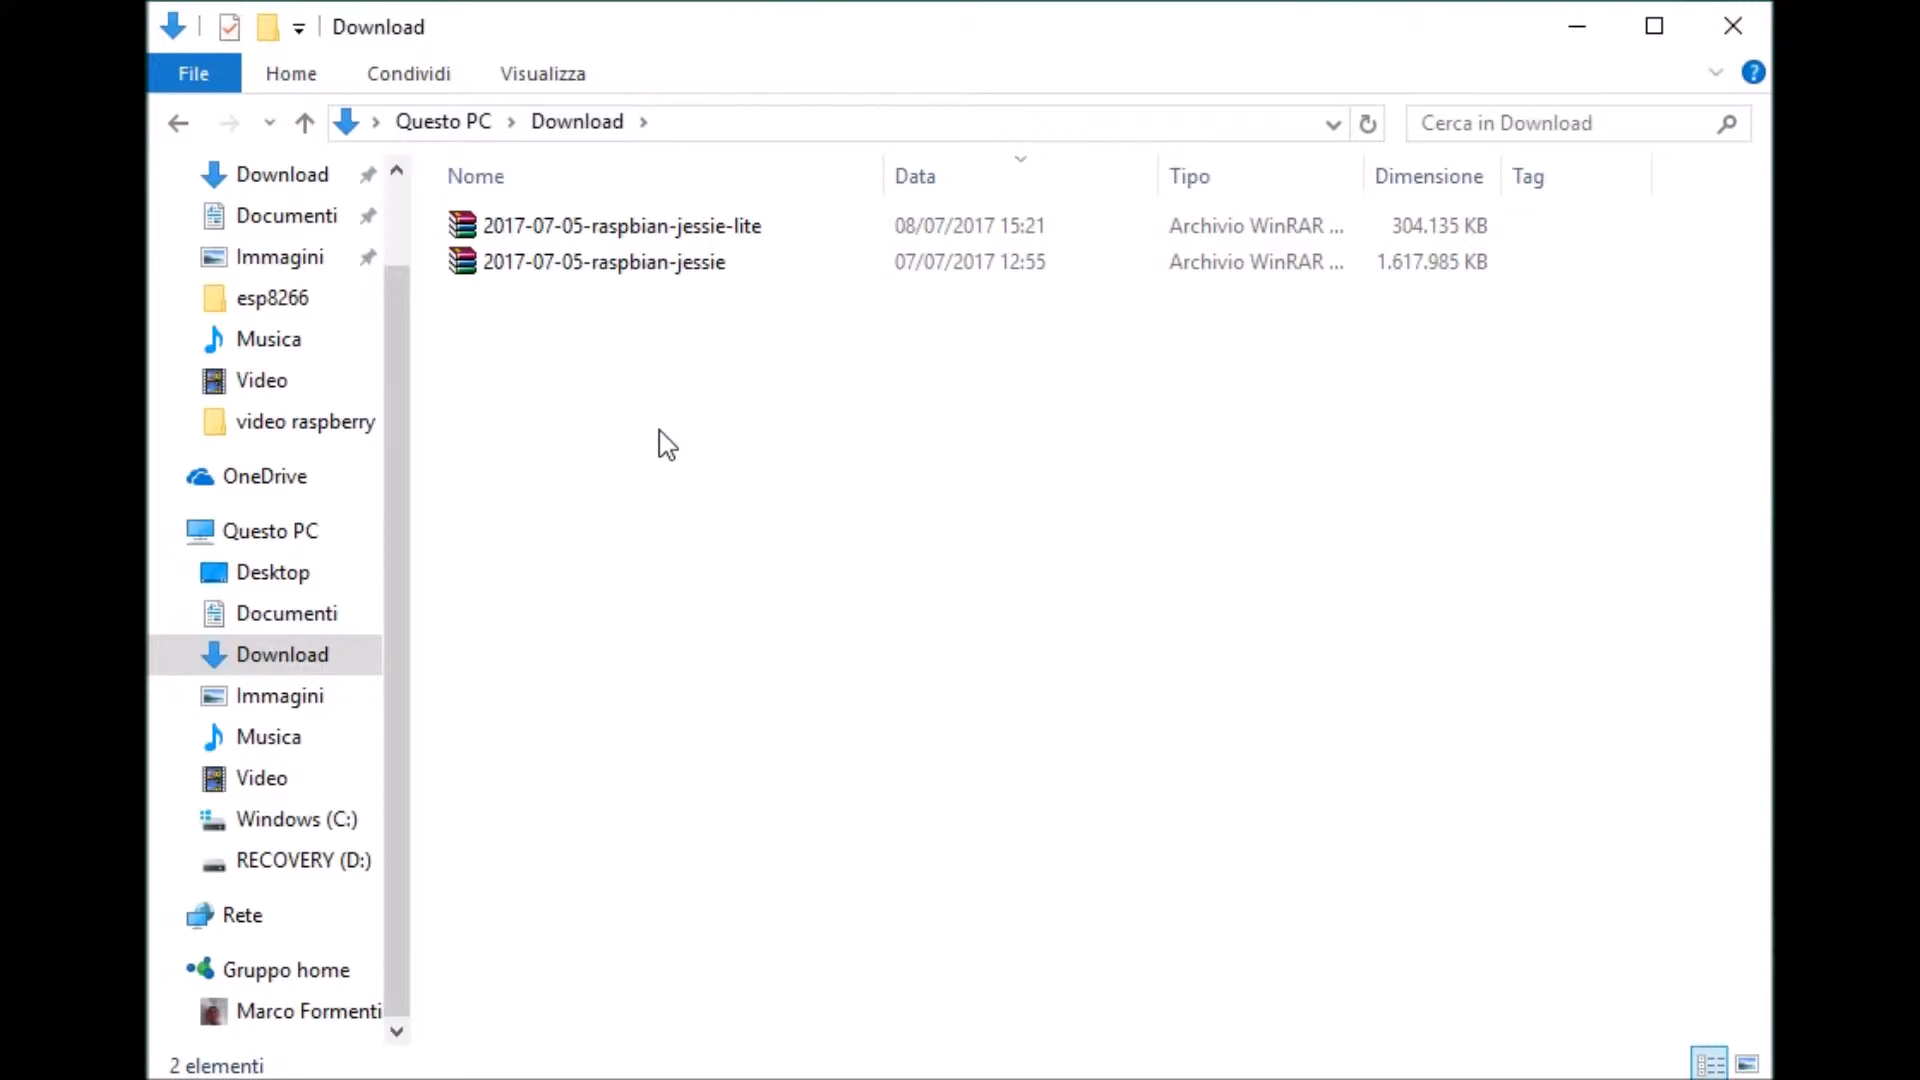 Download
File Home Condividi Visualizza
Questo PC Download Cerca in Download
Nome Data Tipo Dimensione Tag
2017-07-05-raspbian-jessie-lite 08/07/2017 15:21 Archivio WinRAR ... 304.135 KB
2017-07-05-raspbian-jessie 07/07/2017 12:55 Archivio WinRAR ... 1.617.985 KB
Download
Documenti
Immagini
esp8266
Musica
Video
video raspberry
OneDrive
Questo PC
Desktop
Documenti
Download
Immagini
Musica
Video
Windows (C:)
RECOVERY (D:)
Rete
Gruppo home
Marco Formenti
2 elementi